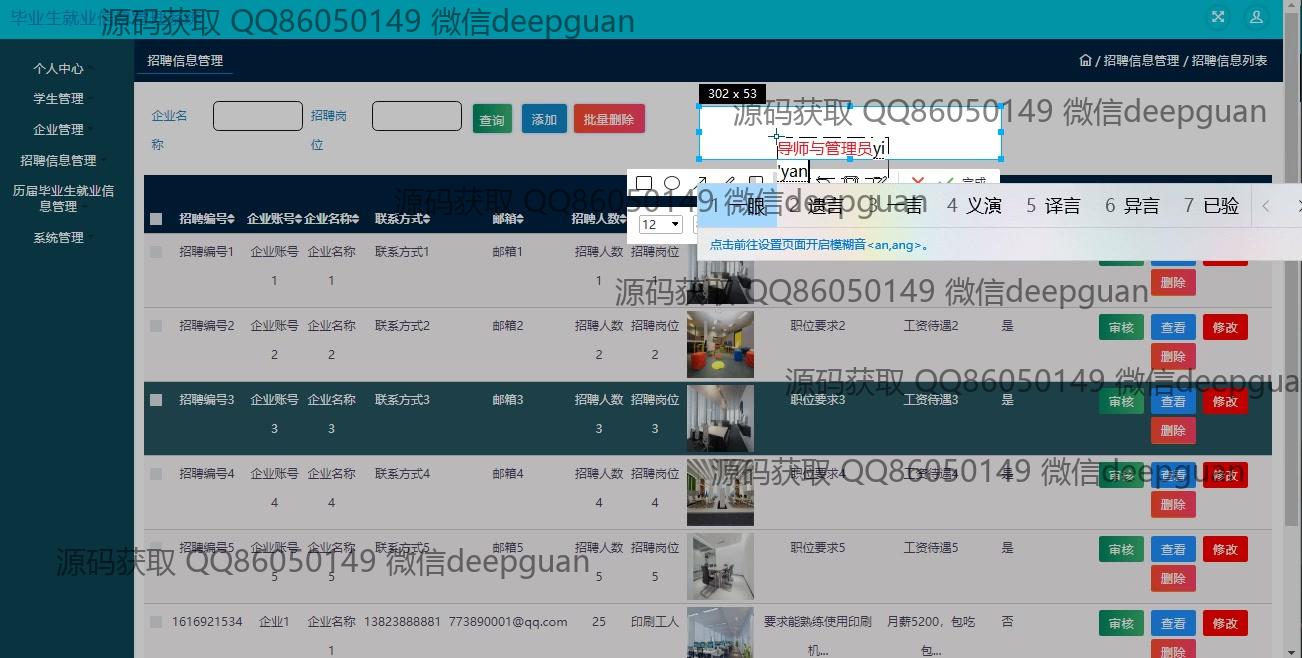 毕业生就业信息管理系统
源码获取 QQ86050149 微信deepguan
招聘信息管理
/ 招聘信息管理 / 招聘信息列表
个人中心
学生管理
企业管理
招聘信息管理
历届毕业生就业信息管理
系统管理
企业名称
招聘岗位
查询
添加
批量删除
302 x 53
源码获取 QQ86050149 微信deepguan
导师与管理员yi
'yan
完成
12
1 一眼 2 遗言 3 一言 4 义演 5 译言 6 异言 7 已验
点击前往设置页面开启模糊音<an,ang>。
源码获取 QQ86050149 微信deepguan
招聘编号 企业账号 企业名称 联系方式 邮箱 招聘人数
招聘编号1 企业账号1 企业名称1 联系方式1 邮箱1 招聘人数1 招聘岗位1
删除
源码获取 QQ86050149 微信deepguan
招聘编号2 企业账号2 企业名称2 联系方式2 邮箱2 招聘人数2 招聘岗位2 职位要求2 工资待遇2 是 审核 查看 修改
删除
源码获取 QQ86050149 微信deepgua
招聘编号3 企业账号3 企业名称3 联系方式3 邮箱3 招聘人数3 招聘岗位3 职位要求3 工资待遇3 是 审核 查看 修改
删除
源码获取 QQ86050149 微信deepguan
招聘编号4 企业账号4 企业名称4 联系方式4 邮箱4 招聘人数4 招聘岗位4 职位要求4 工资待遇4 是 审核 查看 修改
删除
源码获取 QQ86050149 微信deepguan
招聘编号5 企业账号5 企业名称5 联系方式5 邮箱5 招聘人数5 招聘岗位5 职位要求5 工资待遇5 是 审核 查看 修改
删除
1616921534 企业1 企业名称1 13823888881 773890001@qq.com 25 印刷工人 要求能熟练使用印刷机... 月薪5200，包吃包... 否 审核 查看 修改
删除